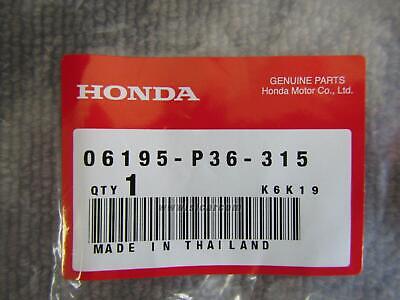 HONDA
GENUINE PARTS
Honda Motor Co., Ltd.
06195-P36-315
QTY 1 K6K19
MADE IN THAILAND